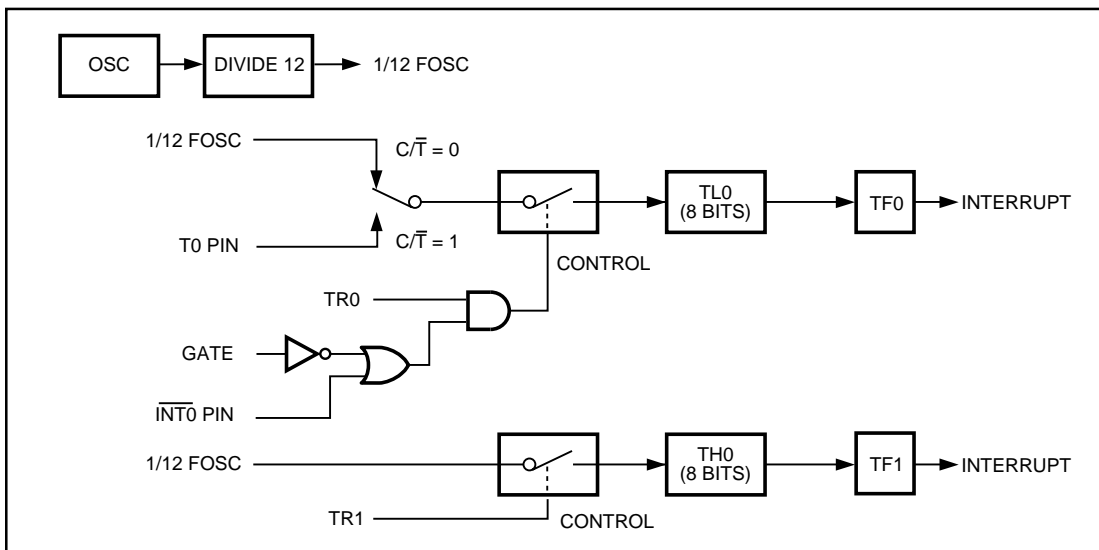 OSC
DIVIDE 12
1/12 FOSC
1/12 FOSC
C/T̅ = 0
TL0
(8 BITS)
TF0
INTERRUPT
T0 PIN
C/T̅ = 1
CONTROL
TR0
GATE
I̅N̅T̅0̅ PIN
1/12 FOSC
TH0
(8 BITS)
TF1
INTERRUPT
TR1
CONTROL